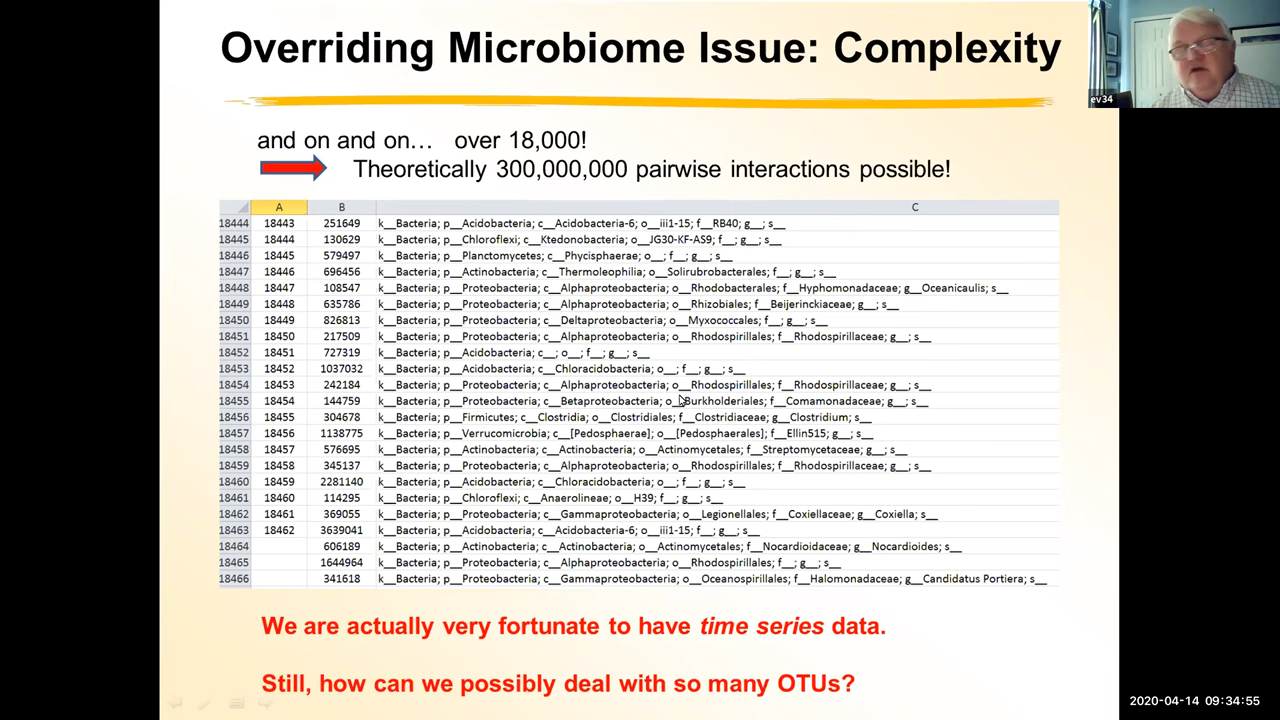 Overriding Microbiome Issue: Complexity
ev34
and on and on… over 18,000!
Theoretically 300,000,000 pairwise interactions possible!
A B C
18444 18443 251649 k__Bacteria; p__Acidobacteria; c__Acidobacteria-6; o__iii1-15; f__RB40; g__; s__
18445 18444 130629 k__Bacteria; p__Chloroflexi; c__Ktedonobacteria; o__JG30-KF-AS9; f__; g__; s__
18446 18445 579497 k__Bacteria; p__Planctomycetes; c__Phycisphaerae; o__; f__; g__; s__
18447 18446 696456 k__Bacteria; p__Actinobacteria; c__Thermoleophilia; o__Solirubrobacterales; f__; g__; s__
18448 18447 108547 k__Bacteria; p__Proteobacteria; c__Alphaproteobacteria; o__Rhodobacterales; f__Hyphomonadaceae; g__Oceanicaulis; s__
18449 18448 635786 k__Bacteria; p__Proteobacteria; c__Alphaproteobacteria; o__Rhizobiales; f__Beijerinckiaceae; g__; s__
18450 18449 826813 k__Bacteria; p__Proteobacteria; c__Deltaproteobacteria; o__Myxococcales; f__; g__; s__
18451 18450 217509 k__Bacteria; p__Proteobacteria; c__Alphaproteobacteria; o__Rhodospirillales; f__Rhodospirillaceae; g__; s__
18452 18451 727319 k__Bacteria; p__Acidobacteria; c__; o__; f__; g__; s__
18453 18452 1037032 k__Bacteria; p__Acidobacteria; c__Chloracidobacteria; o__; f__; g__; s__
18454 18453 242184 k__Bacteria; p__Proteobacteria; c__Alphaproteobacteria; o__Rhodospirillales; f__Rhodospirillaceae; g__; s__
18455 18454 144759 k__Bacteria; p__Proteobacteria; c__Betaproteobacteria; o__Burkholderiales; f__Comamonadaceae; g__; s__
18456 18455 304678 k__Bacteria; p__Firmicutes; c__Clostridia; o__Clostridiales; f__Clostridiaceae; g__Clostridium; s__
18457 18456 1138775 k__Bacteria; p__Verrucomicrobia; c__[Pedosphaerae]; o__[Pedosphaerales]; f__Ellin515; g__; s__
18458 18457 576695 k__Bacteria; p__Actinobacteria; c__Actinobacteria; o__Actinomycetales; f__Streptomycetaceae; g__; s__
18459 18458 345137 k__Bacteria; p__Proteobacteria; c__Alphaproteobacteria; o__Rhodospirillales; f__Rhodospirillaceae; g__; s__
18460 18459 2281140 k__Bacteria; p__Acidobacteria; c__Chloracidobacteria; o__; f__; g__; s__
18461 18460 114295 k__Bacteria; p__Chloroflexi; c__Anaerolineae; o__H39; f__; g__; s__
18462 18461 369055 k__Bacteria; p__Proteobacteria; c__Gammaproteobacteria; o__Legionellales; f__Coxiellaceae; g__Coxiella; s__
18463 18462 3639041 k__Bacteria; p__Acidobacteria; c__Acidobacteria-6; o__iii1-15; f__; g__; s__
18464 606189 k__Bacteria; p__Actinobacteria; c__Actinobacteria; o__Actinomycetales; f__Nocardioidaceae; g__Nocardioides; s__
18465 1644964 k__Bacteria; p__Proteobacteria; c__Alphaproteobacteria; o__Rhodospirillales; f__; g__; s__
18466 341618 k__Bacteria; p__Proteobacteria; c__Gammaproteobacteria; o__Oceanospirillales; f__Halomonadaceae; g__Candidatus Portiera; s__
We are actually very fortunate to have time series data.
Still, how can we possibly deal with so many OTUs?
2020-04-14 09:34:55